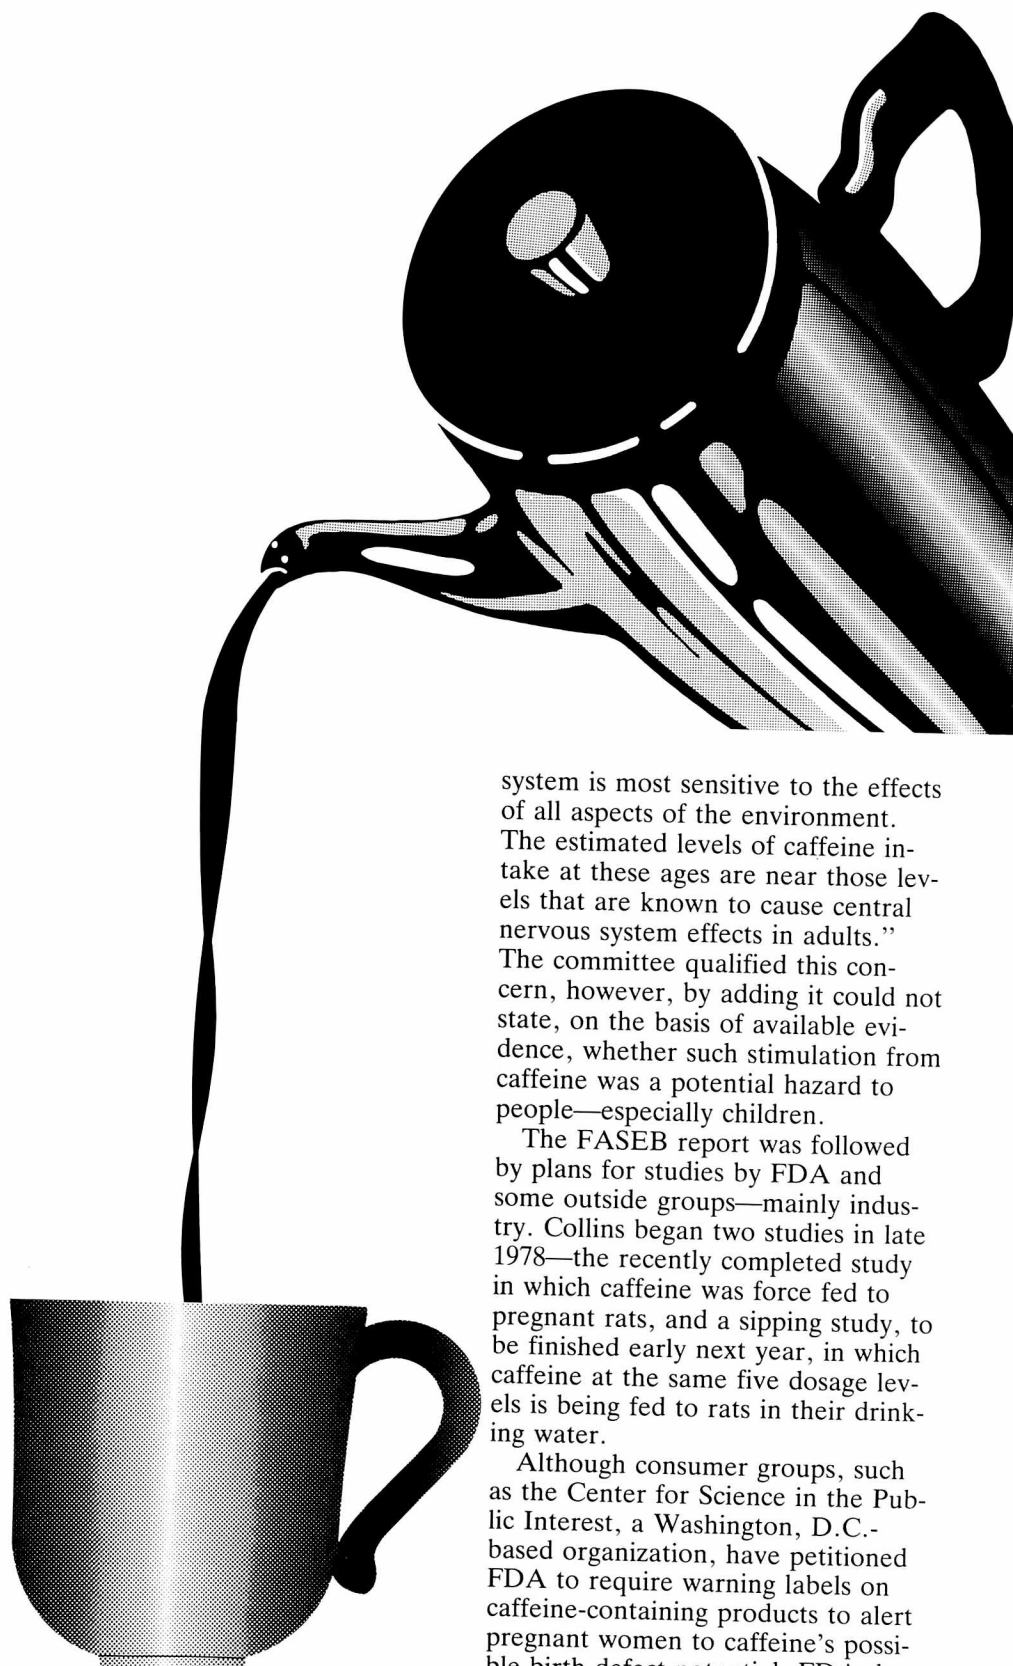 system is most sensitive to the effects
of all aspects of the environment.
The estimated levels of caffeine in-
take at these ages are near those lev-
els that are known to cause central
nervous system effects in adults.”
The committee qualified this con-
cern, however, by adding it could not
state, on the basis of available evi-
dence, whether such stimulation from
caffeine was a potential hazard to
people—especially children.
The FASEB report was followed
by plans for studies by FDA and
some outside groups—mainly indus-
try. Collins began two studies in late
1978—the recently completed study
in which caffeine was force fed to
pregnant rats, and a sipping study, to
be finished early next year, in which
caffeine at the same five dosage lev-
els is being fed to rats in their drink-
ing water.
Although consumer groups, such
as the Center for Science in the Pub-
lic Interest, a Washington, D.C.-
based organization, have petitioned
FDA to require warning labels on
caffeine-containing products to alert
pregnant women to caffeine’s possi-